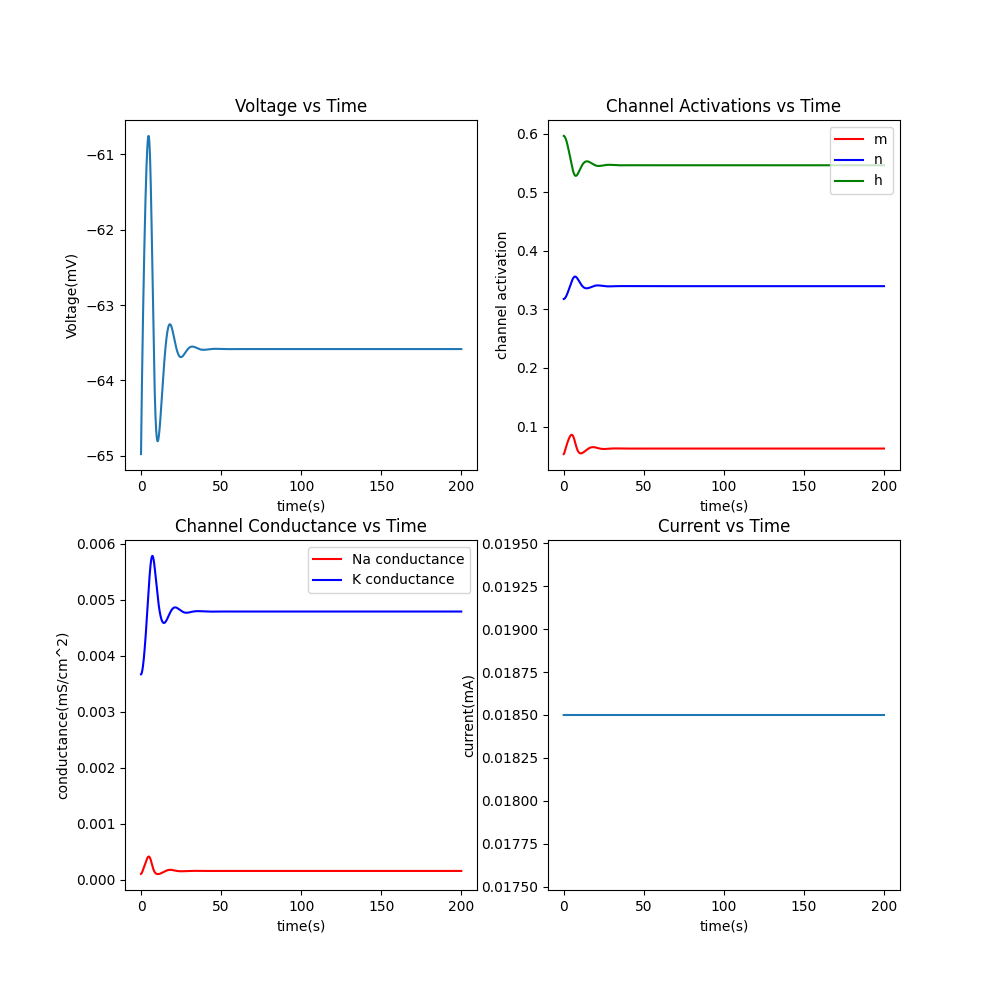 Voltage vs Time
Voltage(mV)
−61
−62
−63
−64
−65
0 50 100 150 200
time(s)
Channel Activations vs Time
channel activation
0.6
0.5
0.4
0.3
0.2
0.1
m
n
h
0 50 100 150 200
time(s)
Channel Conductance vs Time
conductance(mS/cm^2)
0.006
0.005
0.004
0.003
0.002
0.001
0.000
Na conductance
K conductance
0 50 100 150 200
time(s)
Current vs Time
current(mA)
0.01950
0.01925
0.01900
0.01875
0.01850
0.01825
0.01800
0.01775
0.01750
0 50 100 150 200
time(s)